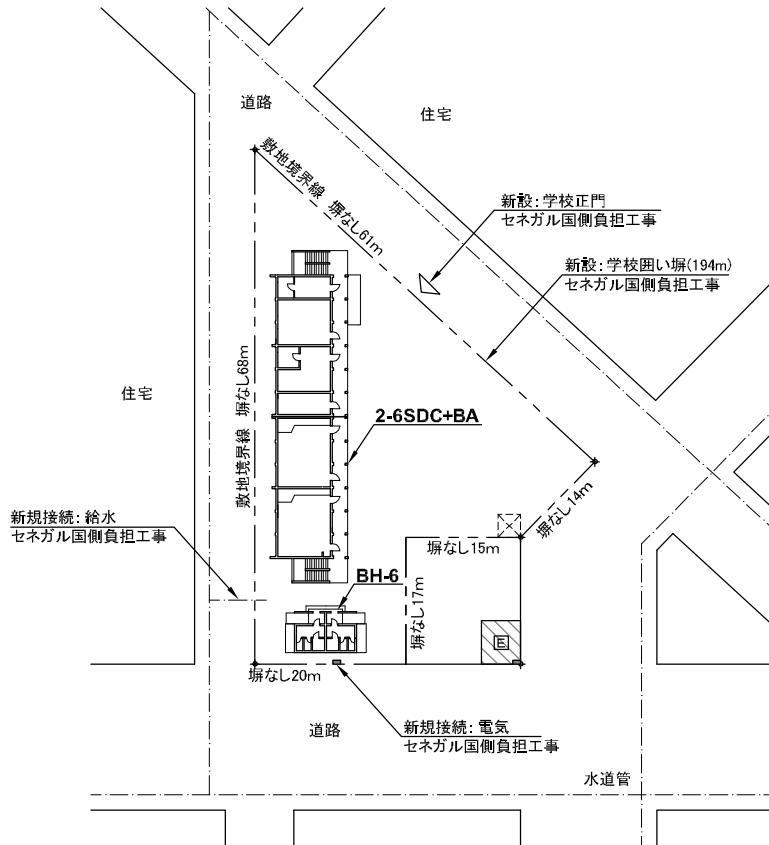 道路
住宅
敷地境界線 塀なし61m
新設：学校正門
セネガル国側負担工事
新設：学校囲い塀(194m)
セネガル国側負担工事
住宅
敷地境界線 塀なし68m
2-6SDC+BA
塀なし14m
新規接続：給水
セネガル国側負担工事
塀なし15m
BH-6
塀なし17m
E
塀なし20m
道路
新規接続：電気
セネガル国側負担工事
水道管